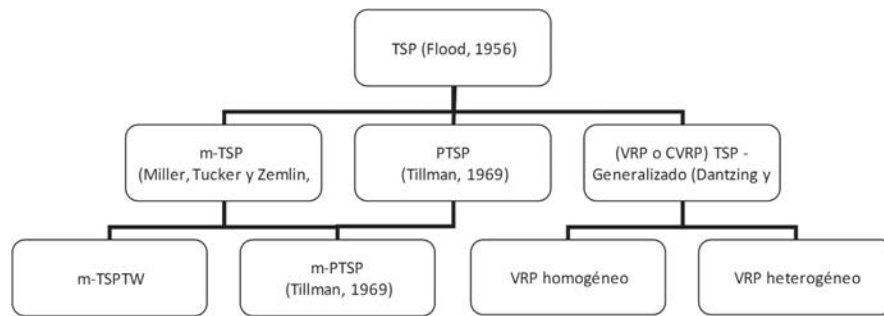 TSP (Flood, 1956)
m-TSP
(Miller, Tucker y Zemlin,
PTSP
(Tillman, 1969)
(VRP o CVRP) TSP -
Generalizado (Dantzing y
m-TSPTW
m-PTSP
(Tillman, 1969)
VRP homogéneo
VRP heterogéneo